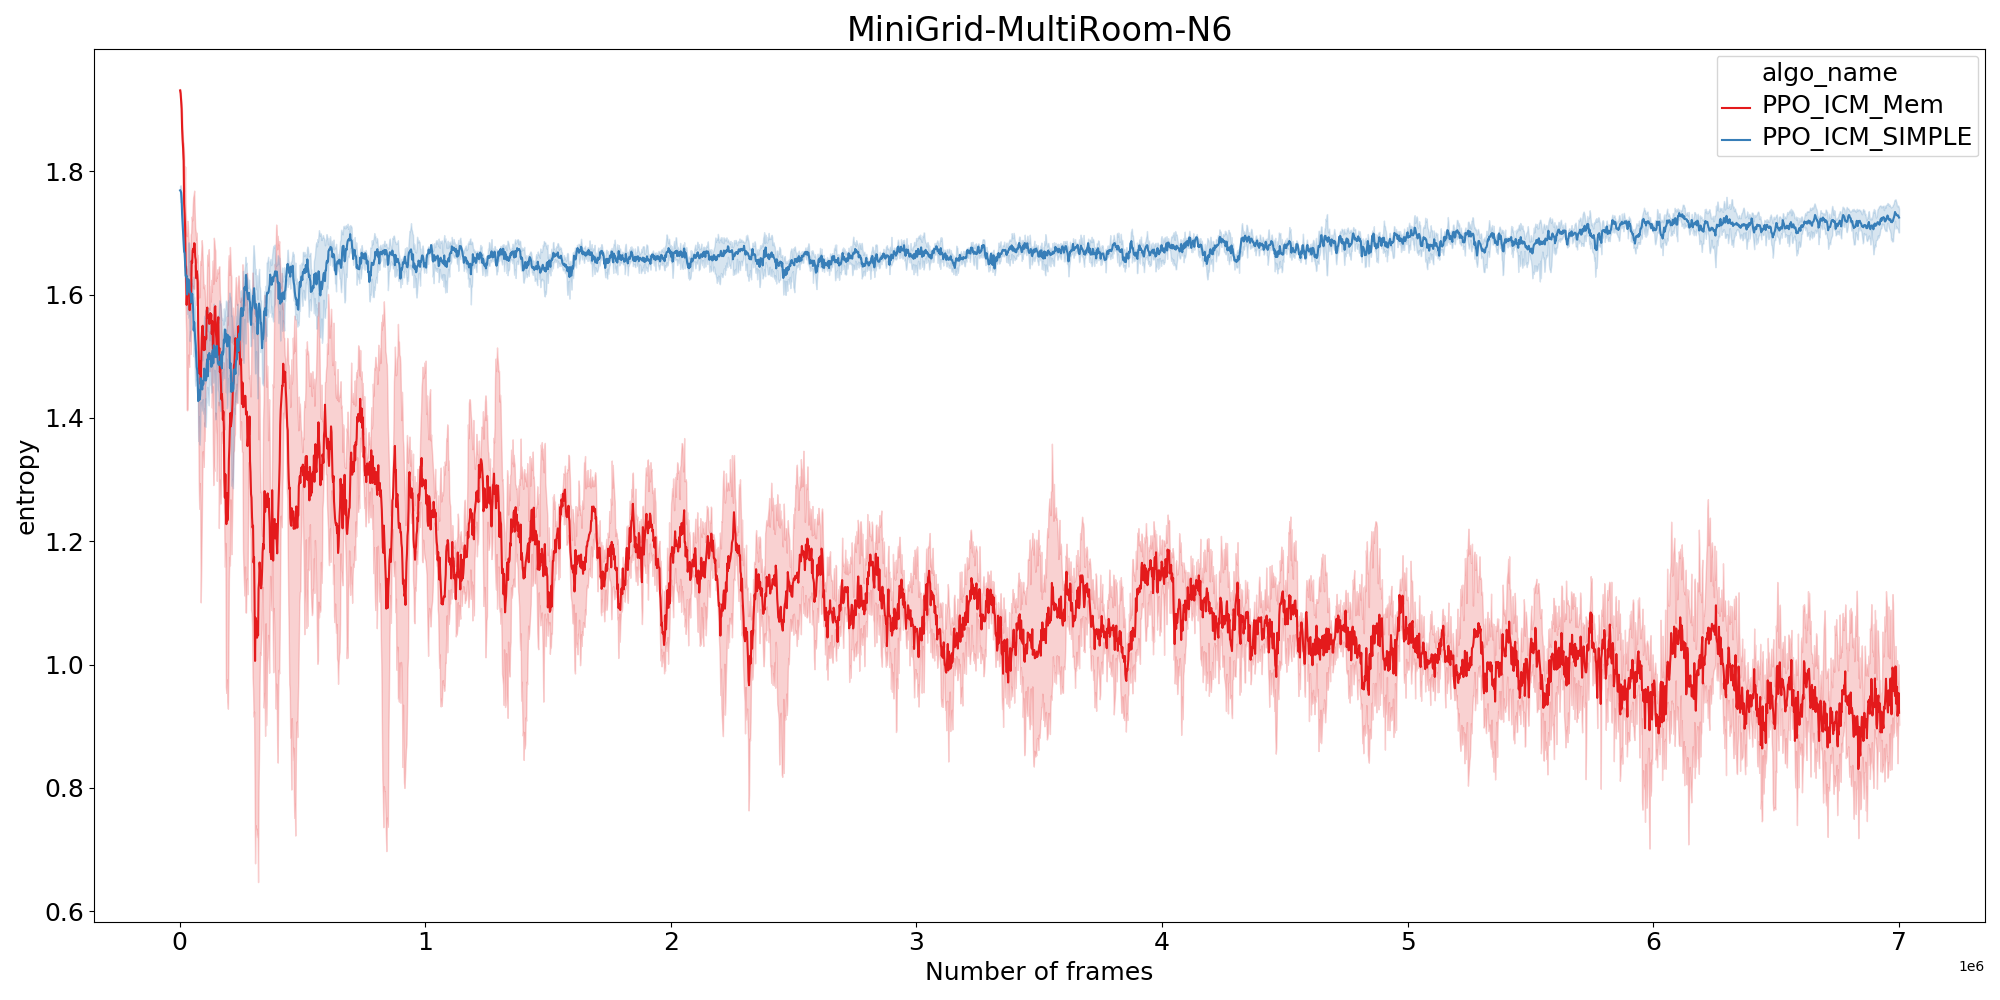 MiniGrid-MultiRoom-N6
algo_name
PPO_ICM_Mem
PPO_ICM_SIMPLE
entropy
1.8
1.6
1.4
1.2
1.0
0.8
0.6
0 1 2 3 4 5 6 7
Number of frames
1e6